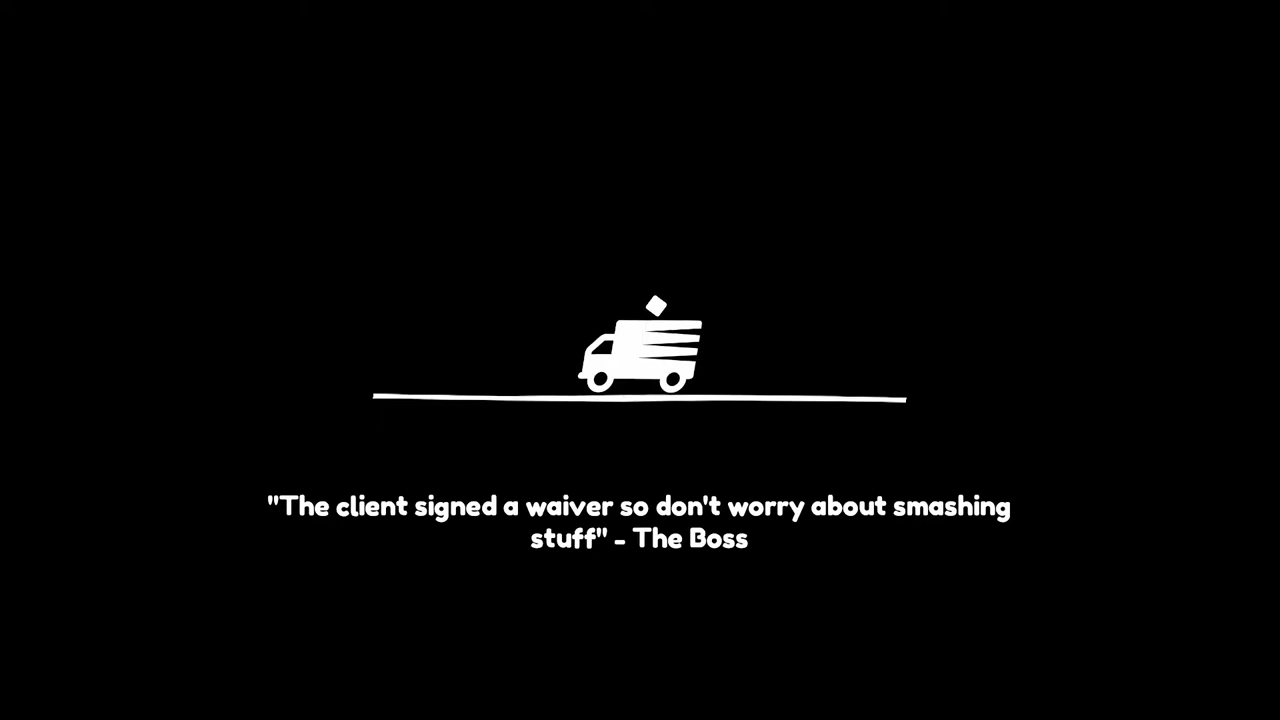 "The client signed a waiver so don't worry about smashing
stuff" - The Boss